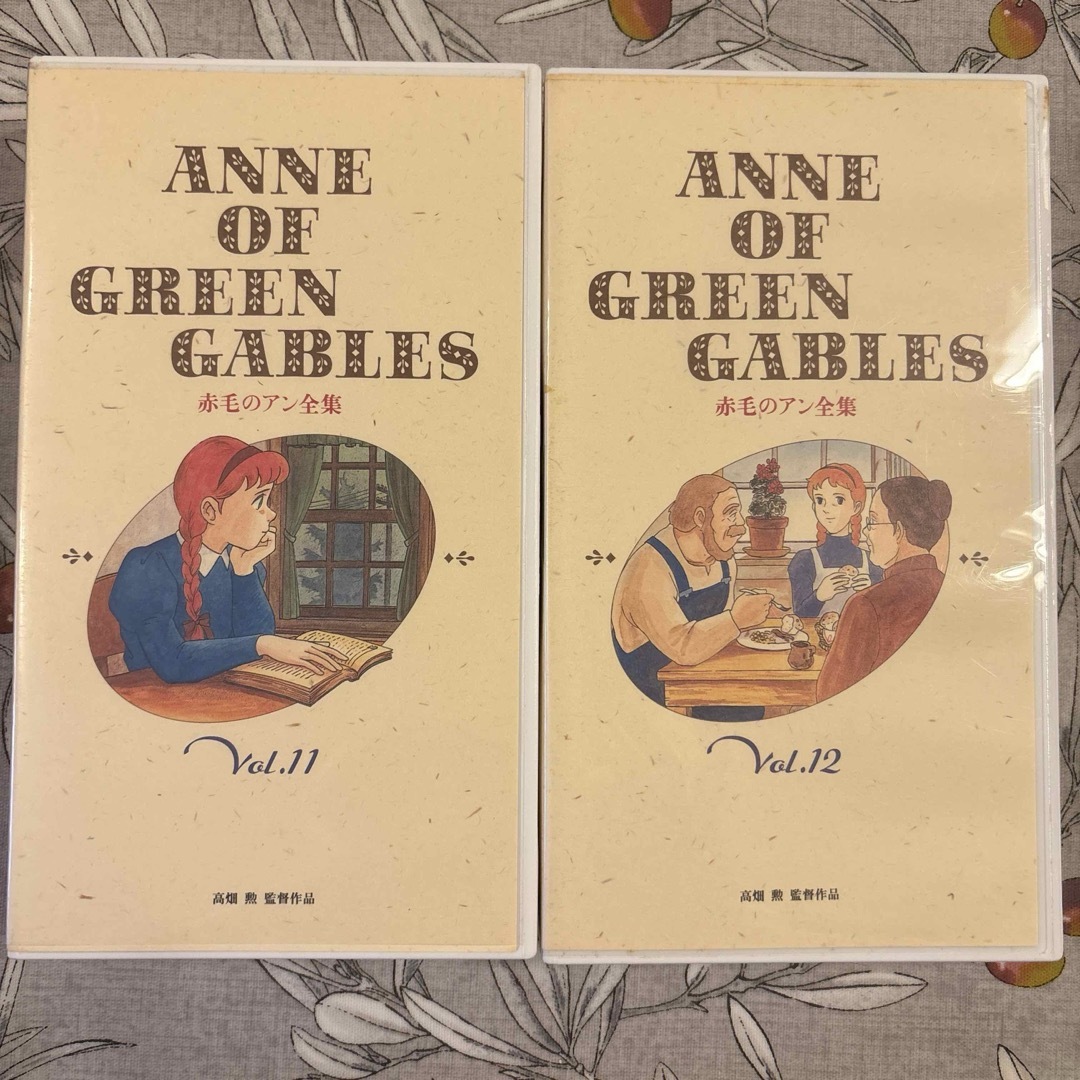 ANNE
OF
GREEN
GABLES
赤毛のアン全集
Vol.11
高畑 勲 監督作品
ANNE
OF
GREEN
GABLES
赤毛のアン全集
Vol.12
高畑 勲 監督作品